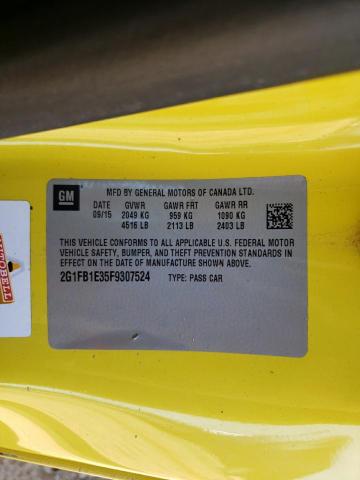 GM
MFD BY GENERAL MOTORS OF CANADA LTD.
DATE GVWR GAWR FRT GAWR RR
09/15 2049 KG 959 KG 1090 KG
4516 LB 2113 LB 2403 LB
THIS VEHICLE CONFORMS TO ALL APPLICABLE U.S. FEDERAL MOTOR
VEHICLE SAFETY, BUMPER, AND THEFT PREVENTION STANDARDS IN
EFFECT ON THE DATE OF MANUFACTURE SHOWN ABOVE.
2G1FB1E35F9307524 TYPE: PASS CAR